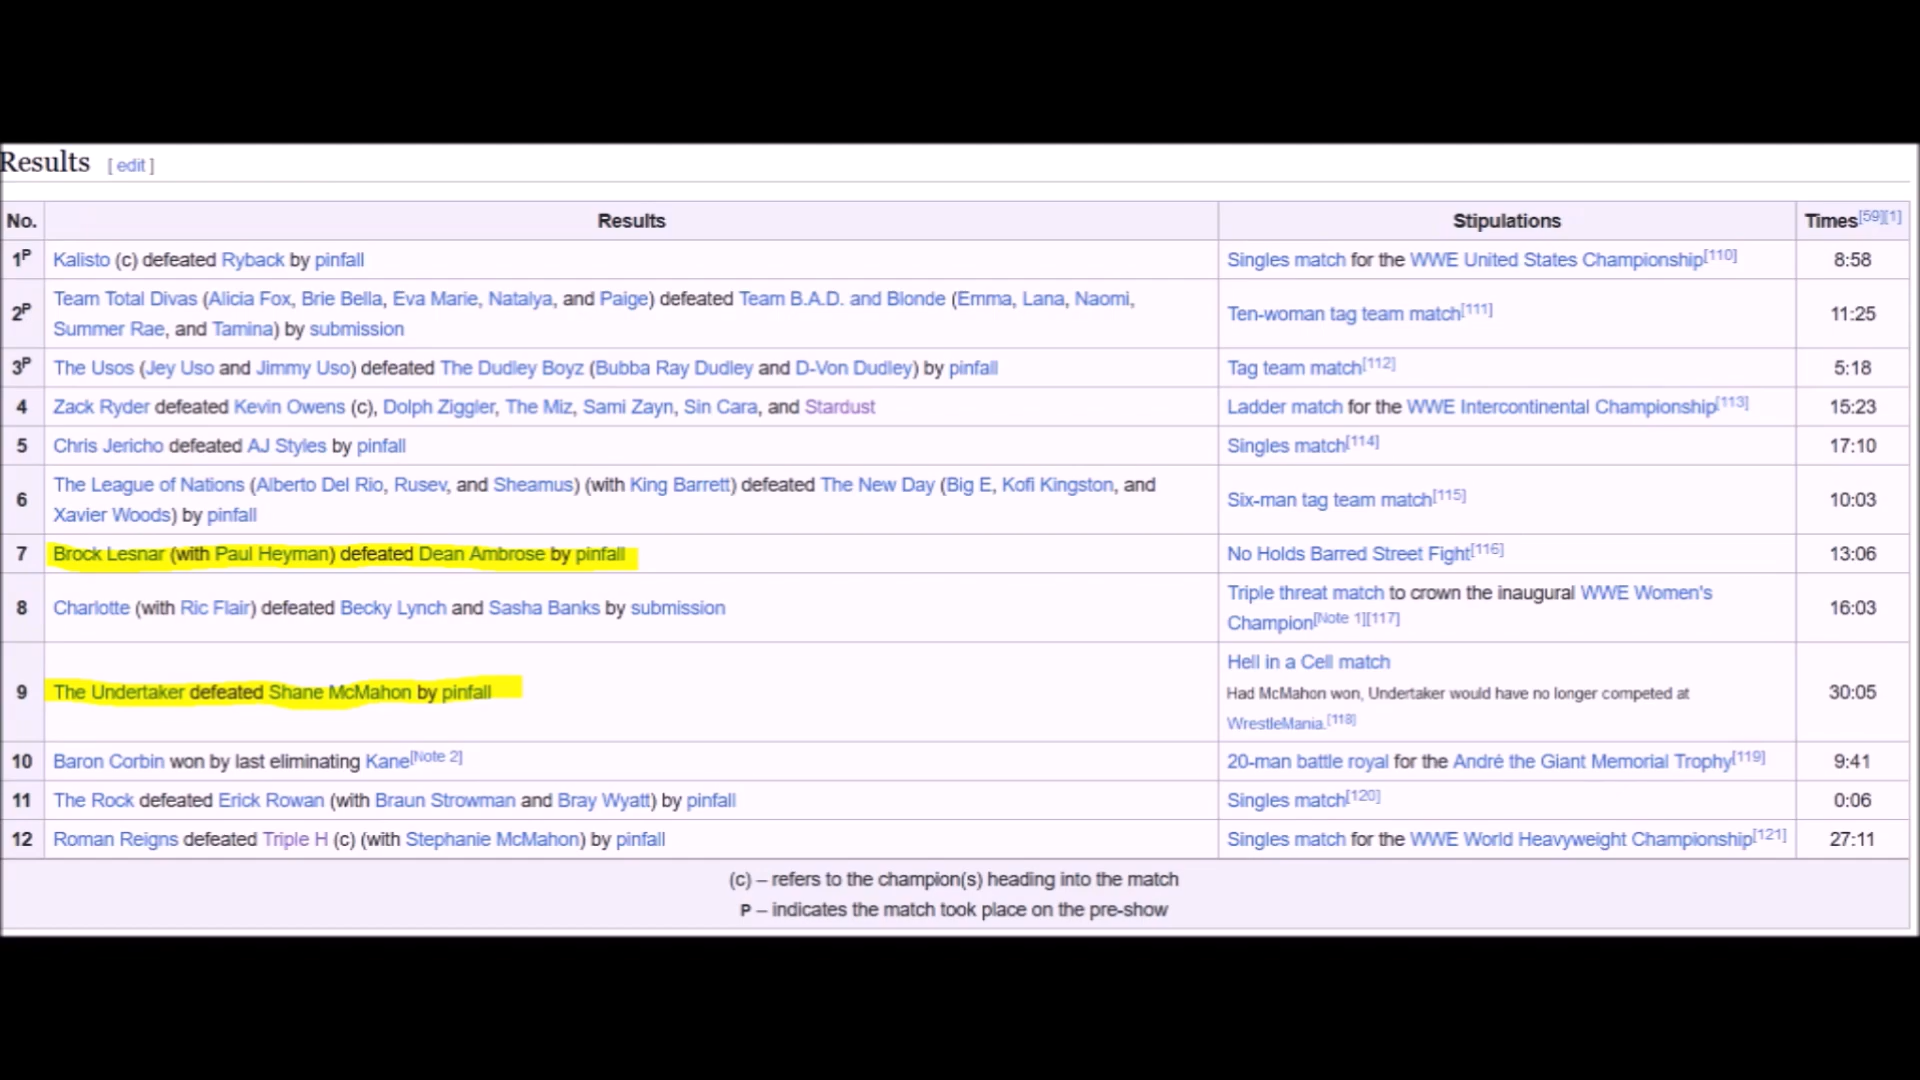 Results [ edit ]
No. Results Stipulations Times[59][1]
1P Kalisto (c) defeated Ryback by pinfall Singles match for the WWE United States Championship[110] 8:58
2P Team Total Divas (Alicia Fox, Brie Bella, Eva Marie, Natalya, and Paige) defeated Team B.A.D. and Blonde (Emma, Lana, Naomi,
Summer Rae, and Tamina) by submission Ten-woman tag team match[111] 11:25
3P The Usos (Jey Uso and Jimmy Uso) defeated The Dudley Boyz (Bubba Ray Dudley and D-Von Dudley) by pinfall Tag team match[112] 5:18
4 Zack Ryder defeated Kevin Owens (c), Dolph Ziggler, The Miz, Sami Zayn, Sin Cara, and Stardust Ladder match for the WWE Intercontinental Championship[113] 15:23
5 Chris Jericho defeated AJ Styles by pinfall Singles match[114] 17:10
6 The League of Nations (Alberto Del Rio, Rusev, and Sheamus) (with King Barrett) defeated The New Day (Big E, Kofi Kingston, and
Xavier Woods) by pinfall Six-man tag team match[115] 10:03
7 Brock Lesnar (with Paul Heyman) defeated Dean Ambrose by pinfall No Holds Barred Street Fight[116] 13:06
8 Charlotte (with Ric Flair) defeated Becky Lynch and Sasha Banks by submission Triple threat match to crown the inaugural WWE Women's
Champion[Note 1][117] 16:03
9 The Undertaker defeated Shane McMahon by pinfall Hell in a Cell match
Had McMahon won, Undertaker would have no longer competed at
WrestleMania.[118] 30:05
10 Baron Corbin won by last eliminating Kane[Note 2] 20-man battle royal for the André the Giant Memorial Trophy[119] 9:41
11 The Rock defeated Erick Rowan (with Braun Strowman and Bray Wyatt) by pinfall Singles match[120] 0:06
12 Roman Reigns defeated Triple H (c) (with Stephanie McMahon) by pinfall Singles match for the WWE World Heavyweight Championship[121] 27:11
(c) – refers to the champion(s) heading into the match
P – indicates the match took place on the pre-show